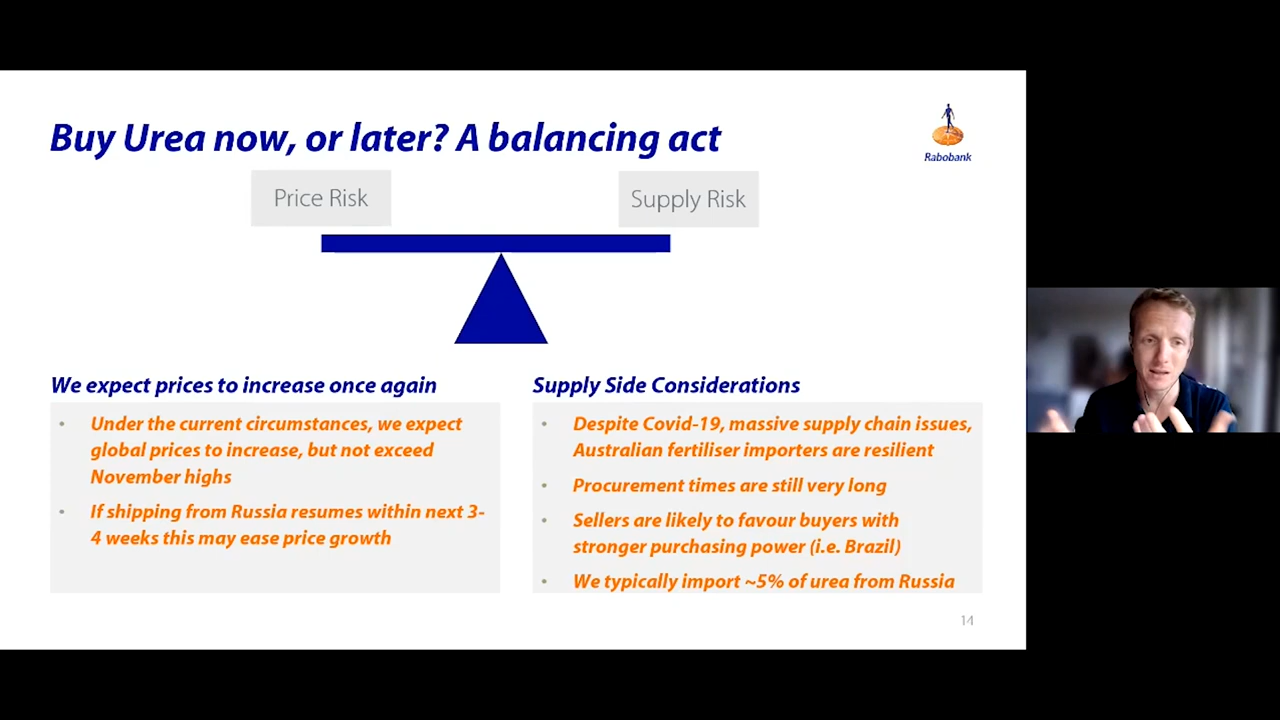 Buy Urea now, or later? A balancing act
Rabobank
Price Risk
Supply Risk
We expect prices to increase once again
• Under the current circumstances, we expect
global prices to increase, but not exceed
November highs
• If shipping from Russia resumes within next 3-
4 weeks this may ease price growth
Supply Side Considerations
• Despite Covid-19, massive supply chain issues,
Australian fertiliser importers are resilient
• Procurement times are still very long
• Sellers are likely to favour buyers with
stronger purchasing power (i.e. Brazil)
• We typically import ~5% of urea from Russia
14